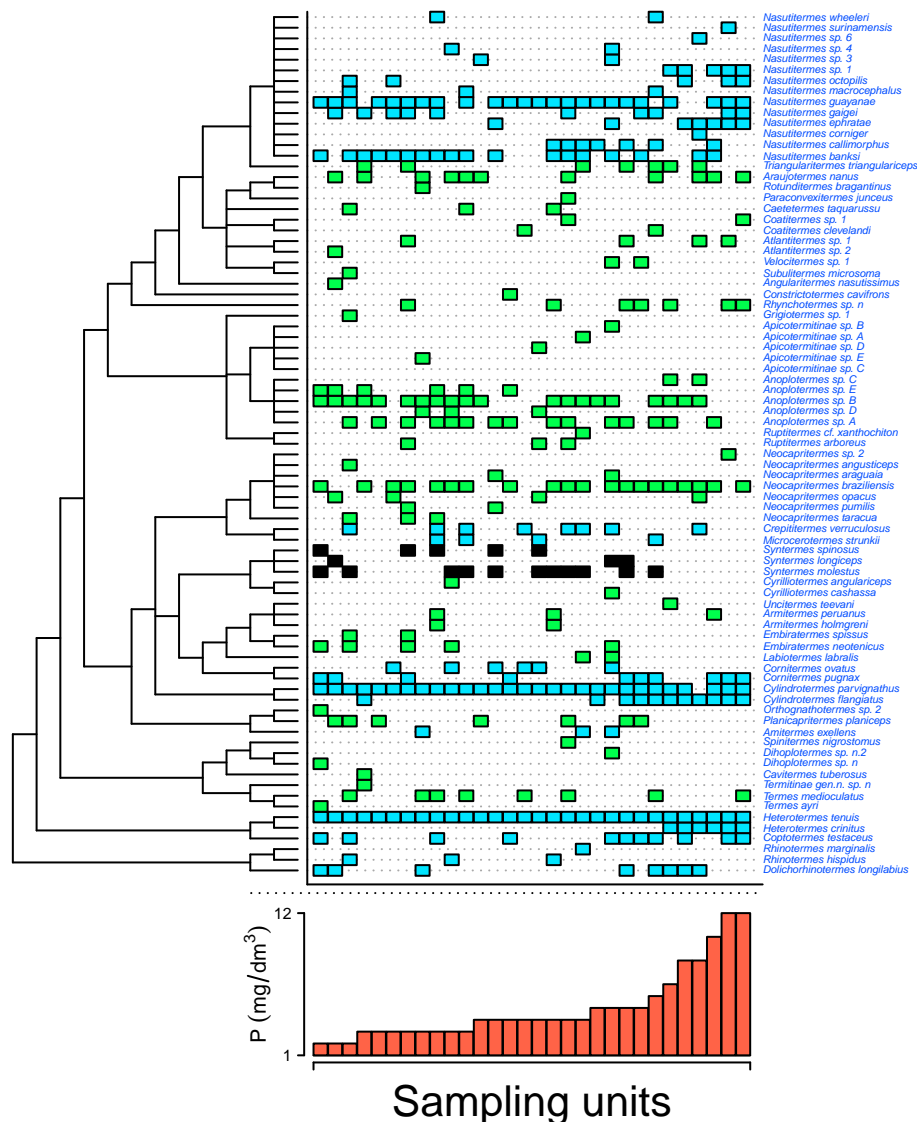 Nasutitermes wheeleri
Nasutitermes surinamensis
Nasutitermes sp. 6
Nasutitermes sp. 4
Nasutitermes sp. 3
Nasutitermes sp. 1
Nasutitermes octopilis
Nasutitermes macrocephalus
Nasutitermes guayanae
Nasutitermes gaigei
Nasutitermes ephratae
Nasutitermes corniger
Nasutitermes callimorphus
Nasutitermes banksi
Triangularitermes triangulariceps
Araujotermes nanus
Rotunditermes bragantinus
Paraconvexitermes junceus
Caetetermes taquarussu
Coatitermes sp. 1
Coatitermes clevelandi
Atlantitermes sp. 1
Atlantitermes sp. 2
Velocitermes sp. 1
Subulitermes microsoma
Angularitermes nasutissimus
Constrictotermes cavifrons
Rhynchotermes sp. n
Grigiotermes sp. 1
Apicotermitinae sp. B
Apicotermitinae sp. A
Apicotermitinae sp. D
Apicotermitinae sp. E
Apicotermitinae sp. C
Anoplotermes sp. C
Anoplotermes sp. E
Anoplotermes sp. B
Anoplotermes sp. D
Anoplotermes sp. A
Ruptitermes cf. xanthochiton
Ruptitermes arboreus
Neocapritermes sp. 2
Neocapritermes angusticeps
Neocapritermes araguaia
Neocapritermes braziliensis
Neocapritermes opacus
Neocapritermes pumilis
Neocapritermes taracua
Crepititermes verruculosus
Microcerotermes strunkii
Syntermes spinosus
Syntermes longiceps
Syntermes molestus
Cyrilliotermes angulariceps
Cyrilliotermes cashassa
Uncitermes teevani
Armitermes peruanus
Armitermes holmgreni
Embiratermes spissus
Embiratermes neotenicus
Labiotermes labralis
Cornitermes ovatus
Cornitermes pugnax
Cylindrotermes parvignathus
Cylindrotermes flangiatus
Orthognathotermes sp. 2
Planicapritermes planiceps
Amitermes exellens
Spinitermes nigrostomus
Dihoplotermes sp. n.2
Dihoplotermes sp. n
Cavitermes tuberosus
Termitinae gen.n. sp. n
Termes medioculatus
Termes ayri
Heterotermes tenuis
Heterotermes crinitus
Coptotermes testaceus
Rhinotermes marginalis
Rhinotermes hispidus
Dolichorhinotermes longilabius
12
P (mg/dm³)
1
Sampling units